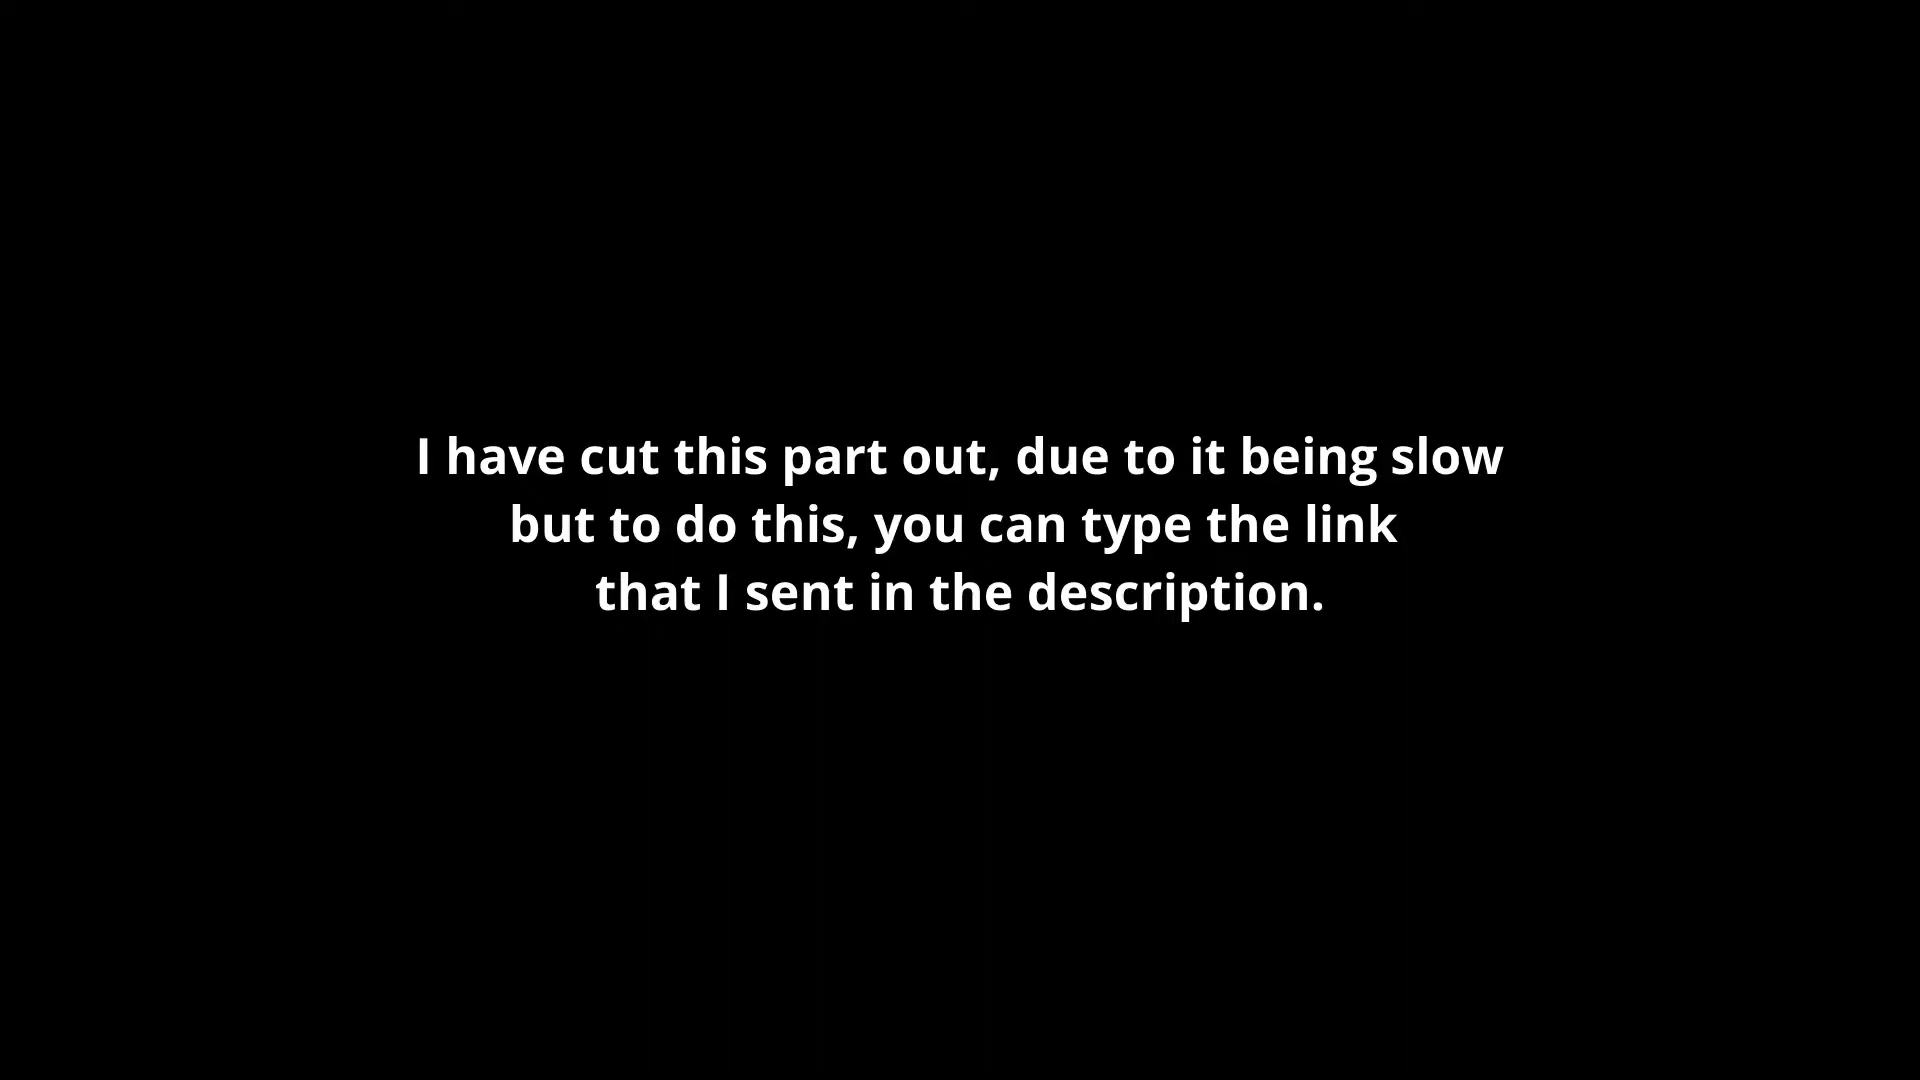 I have cut this part out, due to it being slow
but to do this, you can type the link
that I sent in the description.